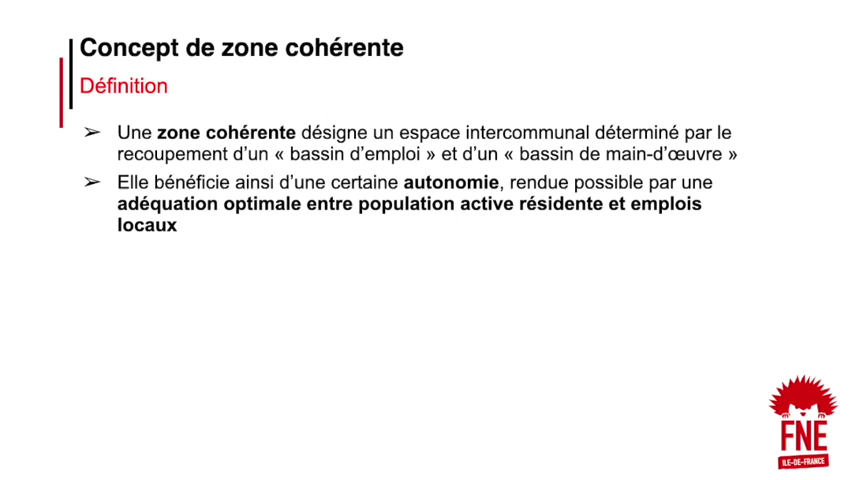 Concept de zone cohérente
Définition
➢ Une zone cohérente désigne un espace intercommunal déterminé par le
recoupement d’un « bassin d’emploi » et d’un « bassin de main-d’œuvre »
➢ Elle bénéficie ainsi d’une certaine autonomie, rendue possible par une
adéquation optimale entre population active résidente et emplois
locaux
FNE
ILE-DE-FRANCE